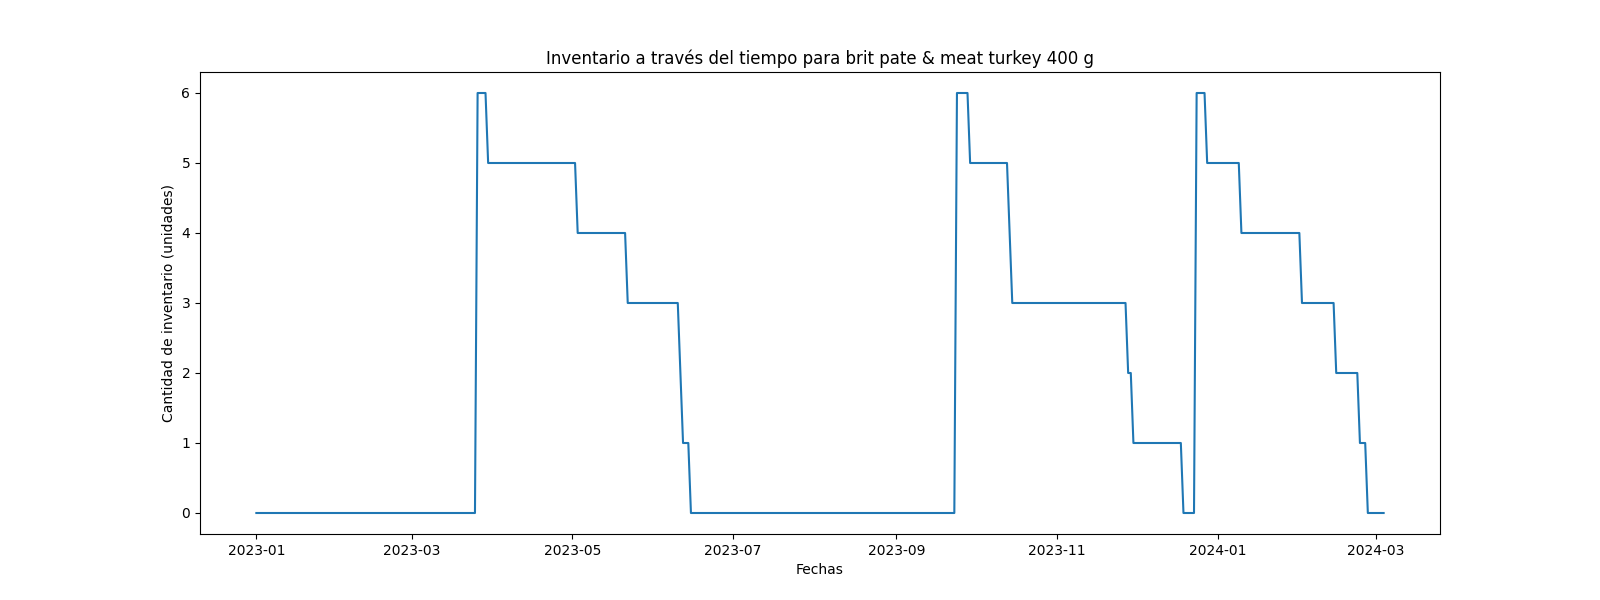 Inventario a través del tiempo para brit pate & meat turkey 400 g
Cantidad de inventario (unidades)
6
5
4
3
2
1
0
2023-01 2023-03 2023-05 2023-07 2023-09 2023-11 2024-01 2024-03
Fechas